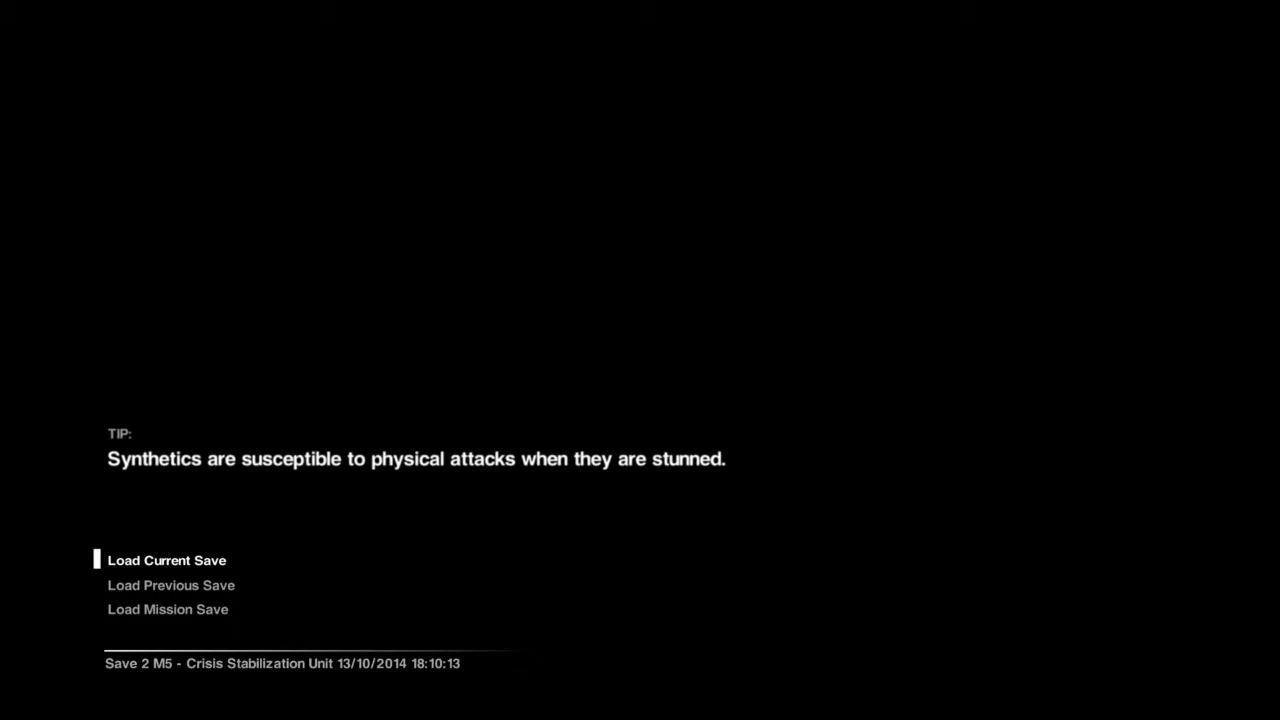 TIP:
Synthetics are susceptible to physical attacks when they are stunned.
Load Current Save
Load Previous Save
Load Mission Save
Save 2 M5 - Crisis Stabilization Unit 13/10/2014 18:10:13